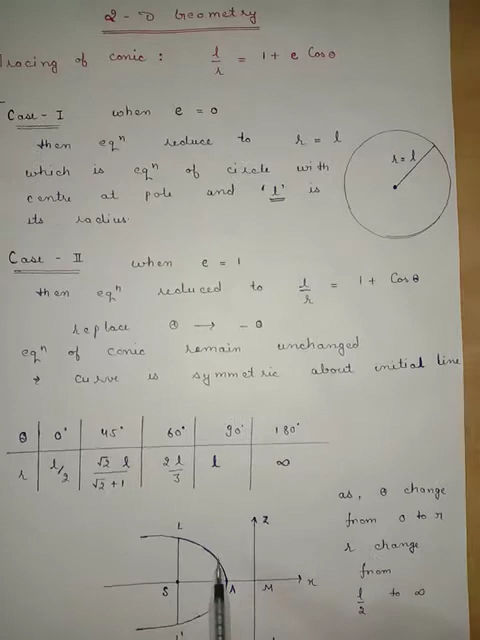 2-D Geometry
Tracing of conic : l/r = 1 + e Cosθ
Case-I when e = 0
then eqⁿ reduce to r = l
which is eqⁿ of circle with
centre at pole and 'l' is
its radius.
r = l
Case-II when e = 1
then eqⁿ reduced to l/r = 1 + Cosθ
replace θ → -θ
eqⁿ of conic remain unchanged
→ curve is symmetric about initial line
θ 0° 45° 60° 90° 180°
r l/2 √2 l/√2+1 2l/3 l ∞
as, θ change
from 0 to π
r change
from
l/2 to ∞
L Z
S A M x
L'